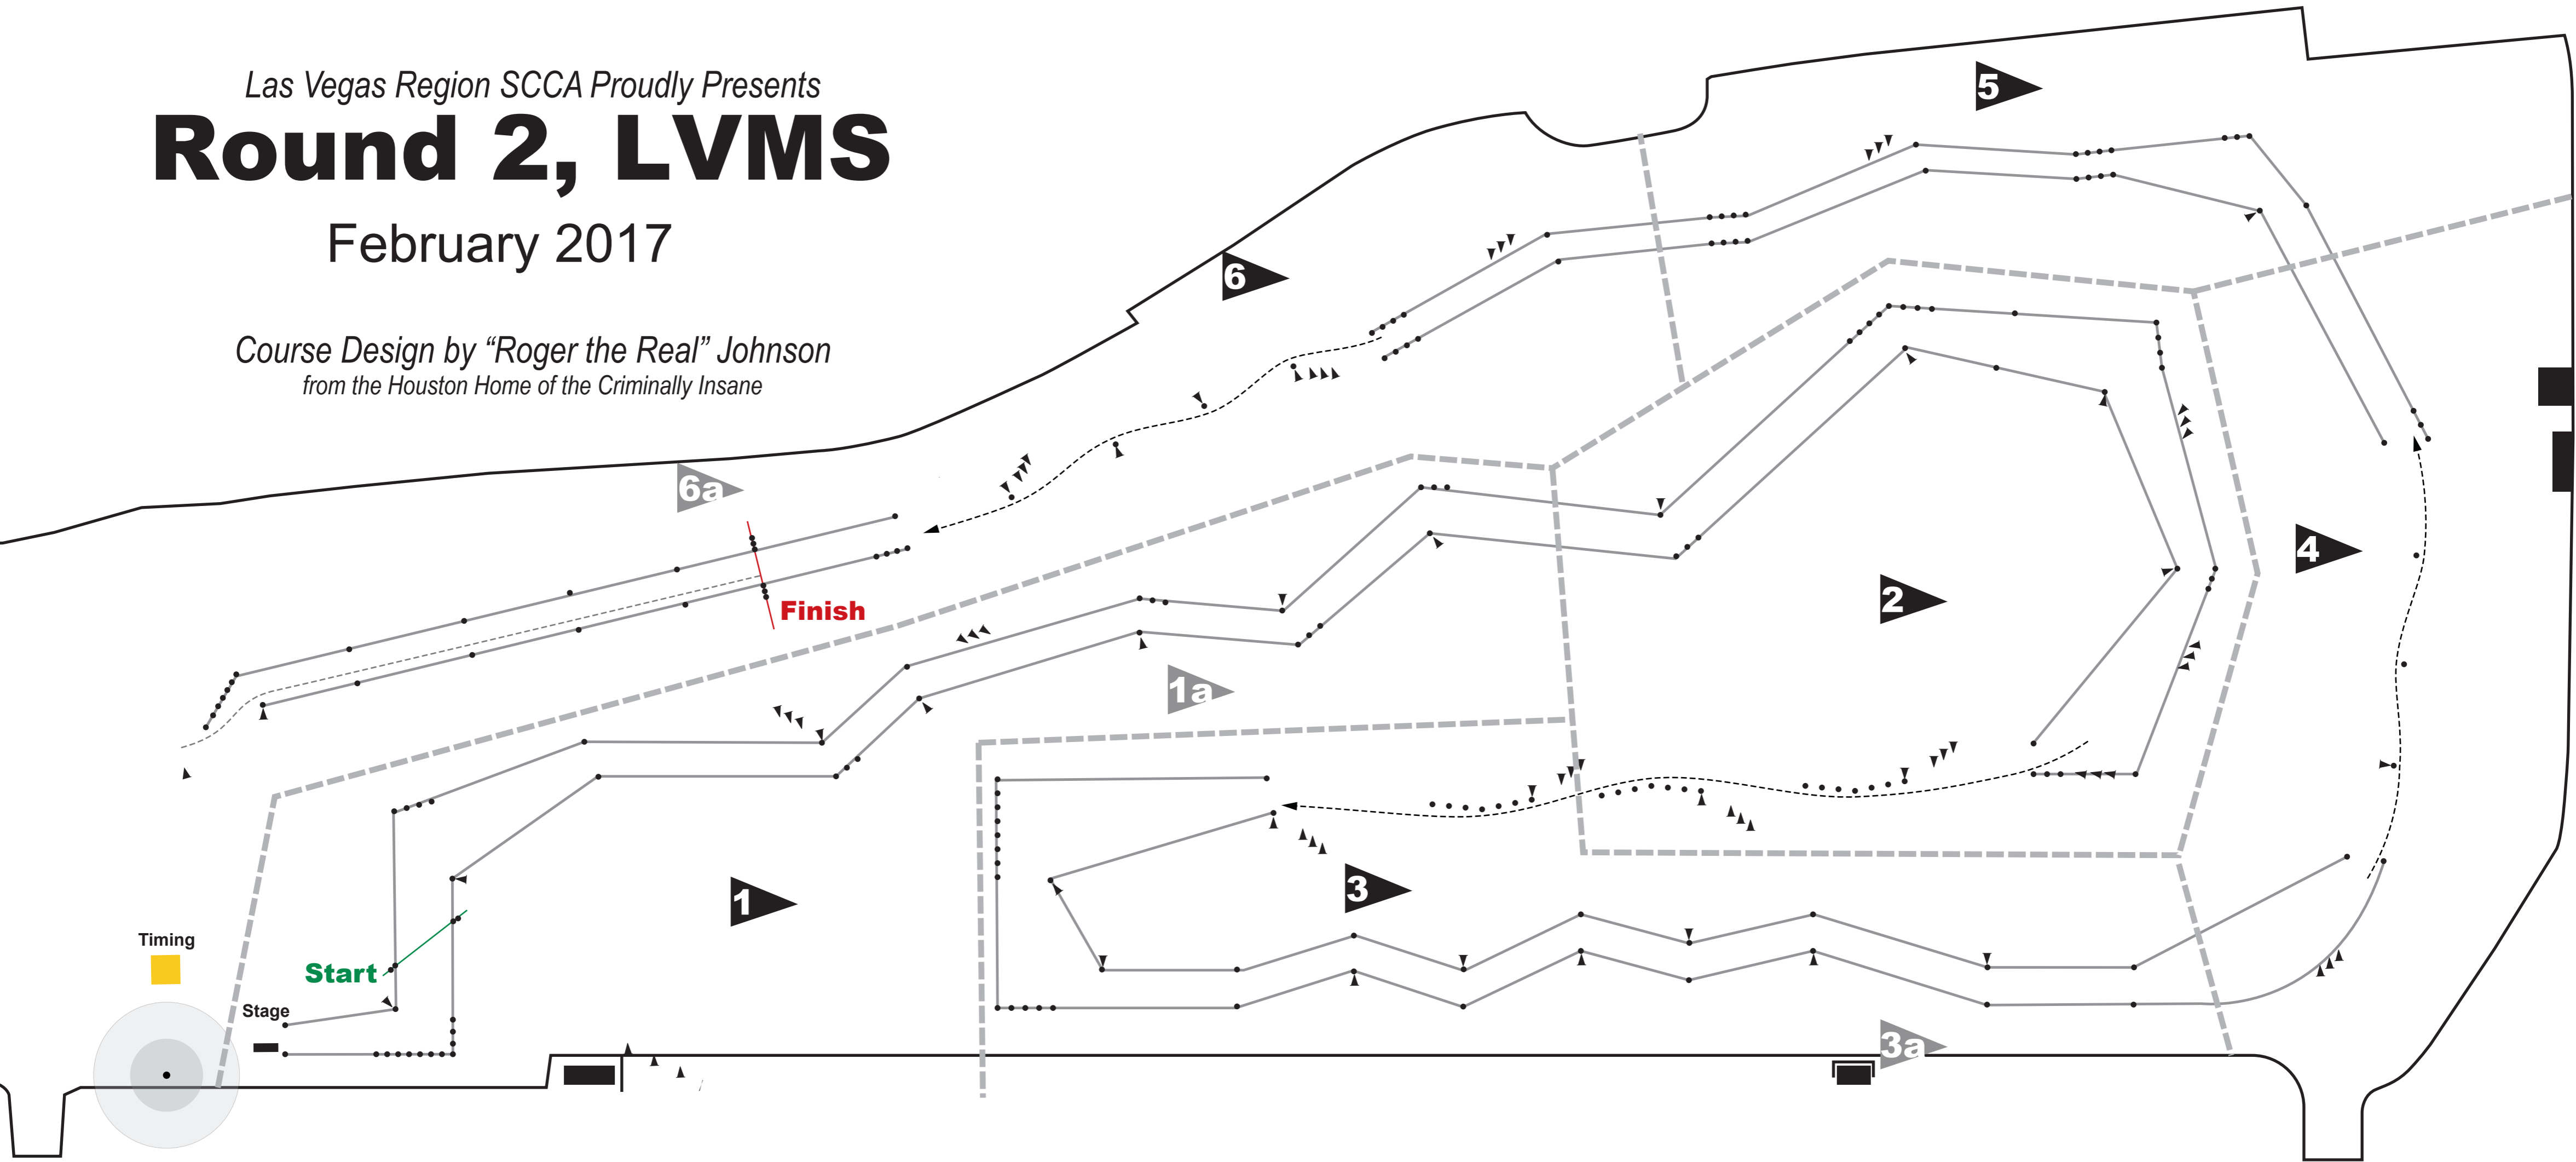 Las Vegas Region SCCA Proudly Presents
Round 2, LVMS
February 2017
Course Design by “Roger the Real” Johnson
from the Houston Home of the Criminally Insane
5
6
6a
Finish
4
2
1a
3
1
Timing
Start
Stage
3a